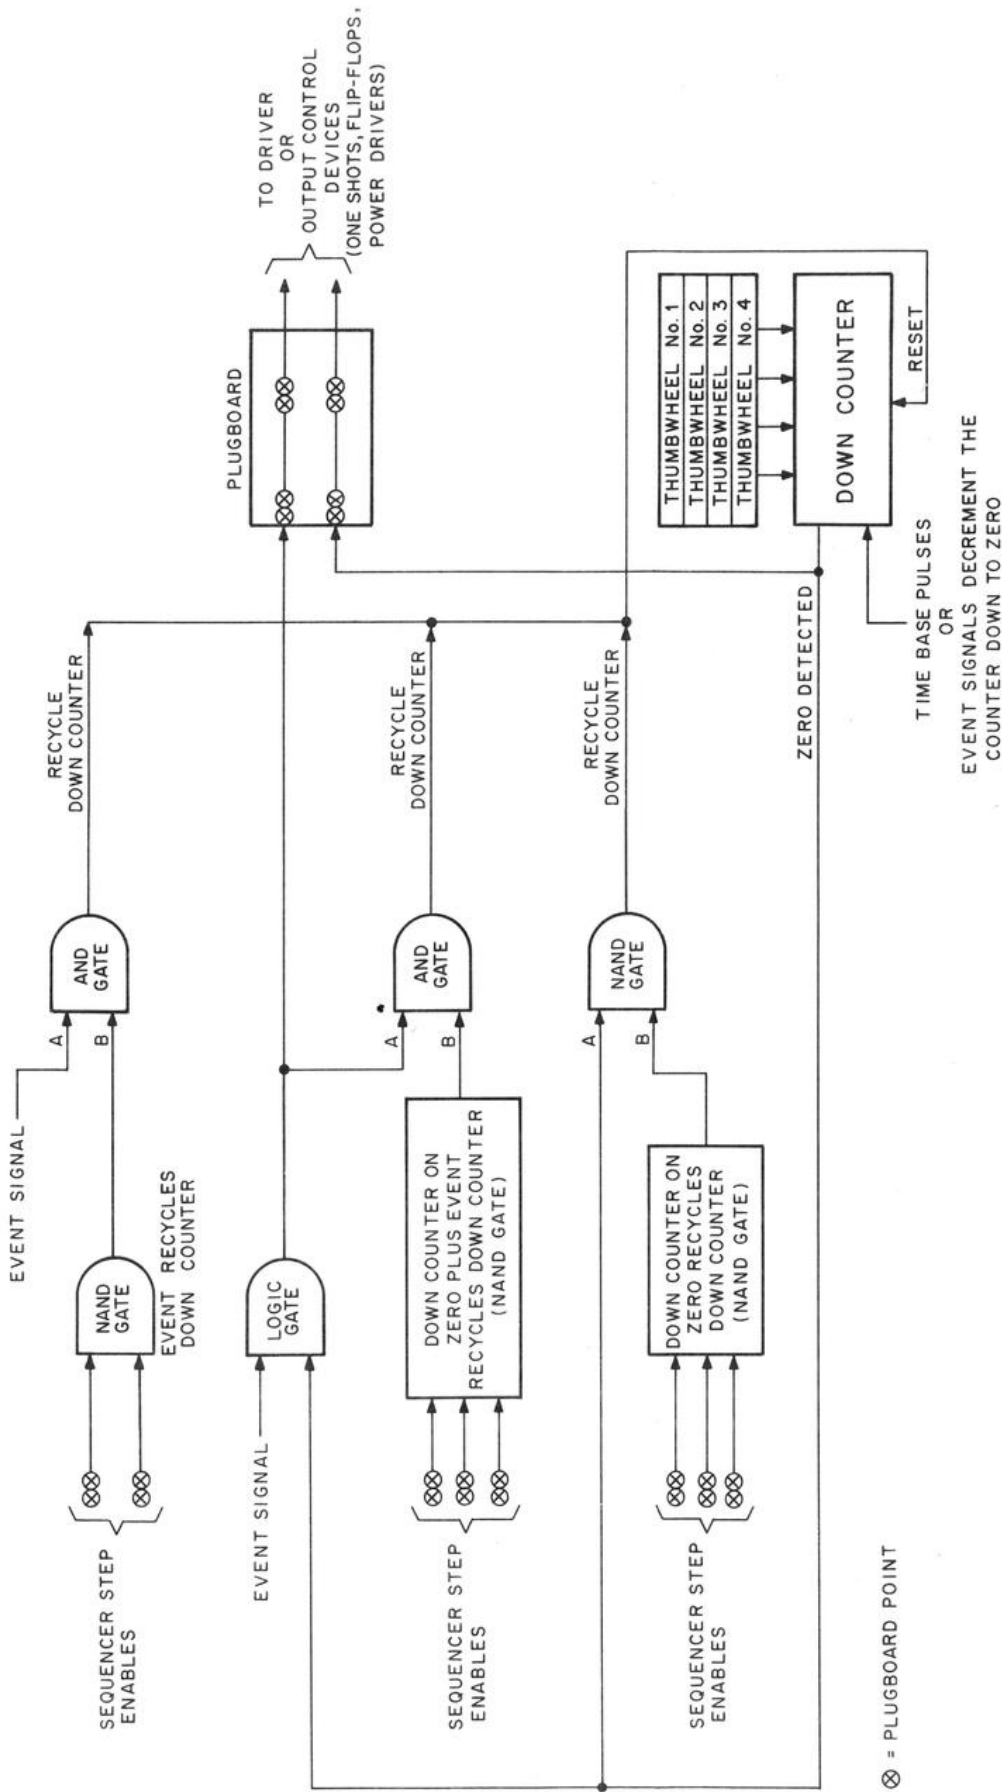 EVENT SIGNAL
A
B
AND
GATE
RECYCLE
DOWN COUNTER
SEQUENCER STEP
ENABLES
NAND
GATE
EVENT RECYCLES
DOWN COUNTER
PLUGBOARD
TO DRIVER
OR
OUTPUT CONTROL
DEVICES
(ONE SHOTS, FLIP-FLOPS,
POWER DRIVERS)
EVENT SIGNAL
LOGIC
GATE
A
B
AND
GATE
RECYCLE
DOWN COUNTER
SEQUENCER STEP
ENABLES
DOWN COUNTER ON
ZERO PLUS EVENT
RECYCLES DOWN COUNTER
(NAND GATE)
A
B
NAND
GATE
RECYCLE
DOWN COUNTER
SEQUENCER STEP
ENABLES
DOWN COUNTER ON
ZERO RECYCLES
DOWN COUNTER
(NAND GATE)
THUMBWHEEL No. 1
THUMBWHEEL No. 2
THUMBWHEEL No. 3
THUMBWHEEL No. 4
DOWN COUNTER
RESET
ZERO DETECTED
TIME BASE PULSES
OR
EVENT SIGNALS DECREMENT THE
COUNTER DOWN TO ZERO
⊗ = PLUGBOARD POINT